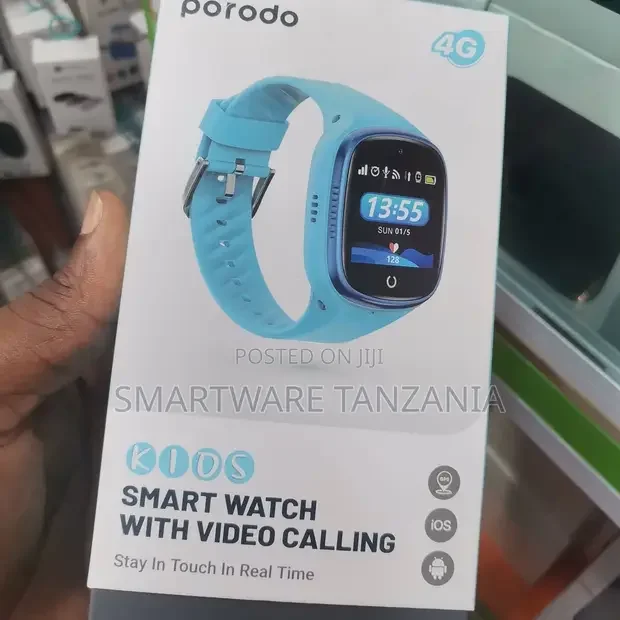 porodo
4G
13:55
SUN 01/5
128
POSTED ON JIJI
SMARTWARE TANZANIA
KIDS
SMART WATCH
WITH VIDEO CALLING
Stay In Touch In Real Time
GPS
iOS